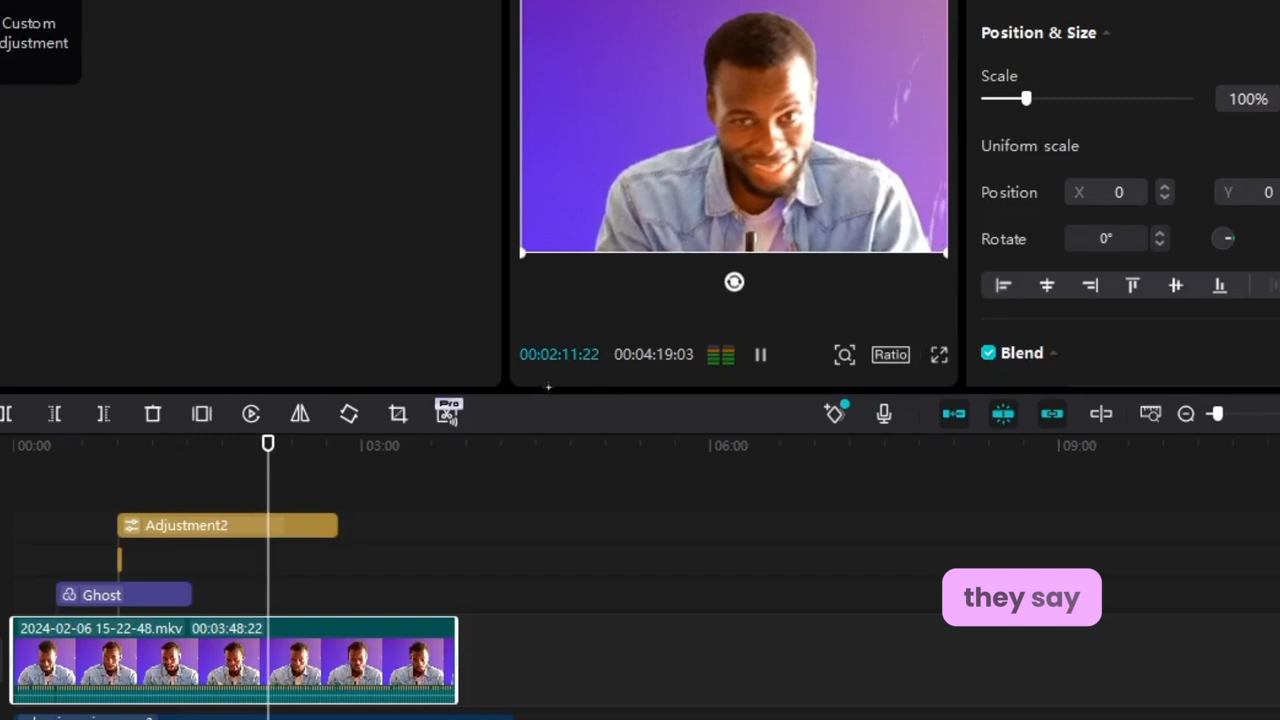 Custom
djustment
Position & Size
Scale
100%
Uniform scale
Position X 0 Y 0
Rotate 0°
00:02:11:22 00:04:19:03 Ratio
Blend
Pro
00:00 03:00 06:00 09:00
Adjustment2
Ghost
they say
2024-02-06 15-22-48.mkv 00:03:48:22